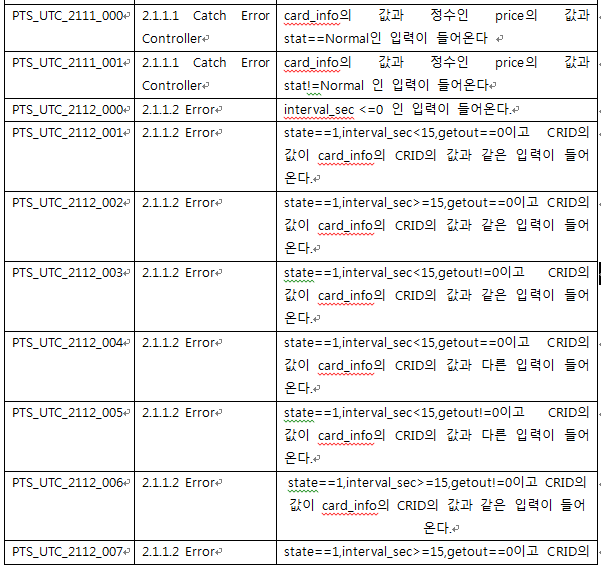 PTS_UTC_2111_000 2.1.1.1 Catch Error card_info의 값과 정수인 price의 값과
Controller stat==Normal인 입력이 들어온다
PTS_UTC_2111_001 2.1.1.1 Catch Error card_info의 값과 정수인 price의 값과
Controller stat!=Normal 인 입력이 들어온다
PTS_UTC_2112_000 2.1.1.2 Error interval_sec <=0 인 입력이 들어온다.
PTS_UTC_2112_001 2.1.1.2 Error state==1,interval_sec<15,getout==0이고 CRID의
값이 card_info의 CRID의 값과 같은 입력이 들어
온다.
PTS_UTC_2112_002 2.1.1.2 Error state==1,interval_sec>=15,getout==0이고 CRID의
값이 card_info의 CRID의 값과 같은 입력이 들어
온다.
PTS_UTC_2112_003 2.1.1.2 Error state==1,interval_sec<15,getout!=0이고 CRID의
값이 card_info의 CRID의 값과 같은 입력이 들어
온다.
PTS_UTC_2112_004 2.1.1.2 Error state==1,interval_sec<15,getout==0이고 CRID의
값이 card_info의 CRID의 값과 다른 입력이 들어
온다.
PTS_UTC_2112_005 2.1.1.2 Error state==1,interval_sec<15,getout!=0이고 CRID의
값이 card_info의 CRID의 값과 다른 입력이 들어
온다.
PTS_UTC_2112_006 2.1.1.2 Error state==1,interval_sec>=15,getout!=0이고 CRID의
값이 card_info의 CRID의 값과 같은 입력이 들어
온다.
PTS_UTC_2112_007 2.1.1.2 Error state==1,interval_sec>=15,getout==0이고 CRID의